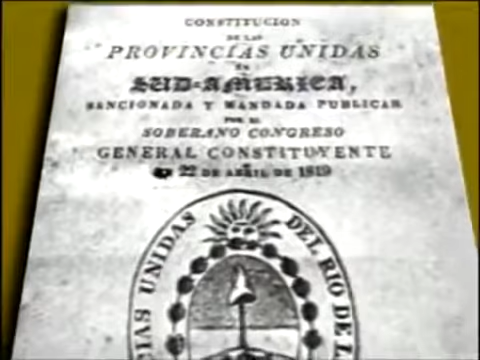 CONSTITUCION
DE LAS
PROVINCIAS UNIDAS
EN
SUD-AMERICA,
SANCIONADA Y MANDADA PUBLICAR
POR EL
SOBERANO CONGRESO
GENERAL CONSTITUYENTE
22 DE ABRIL DE 1819
UNIDAS DEL RIO DE